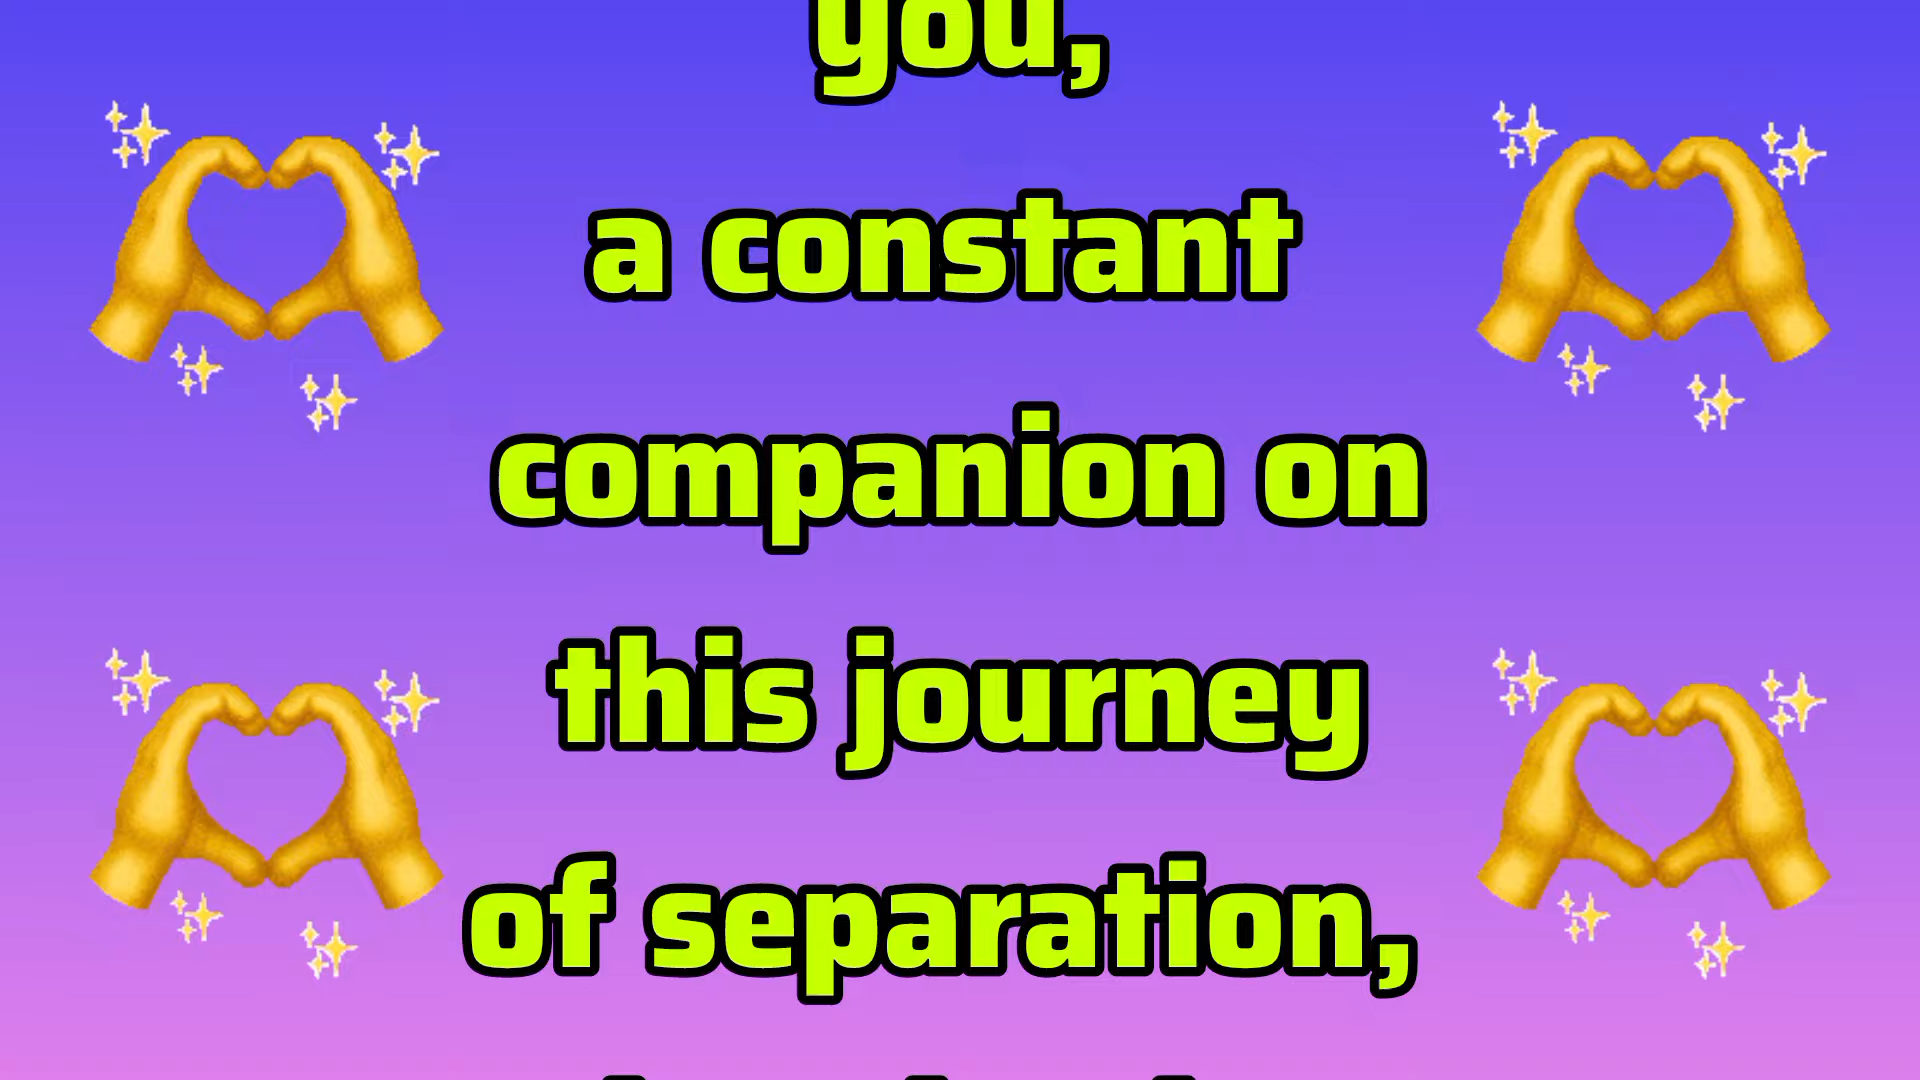 you,
a constant
companion on
this journey
of separation,